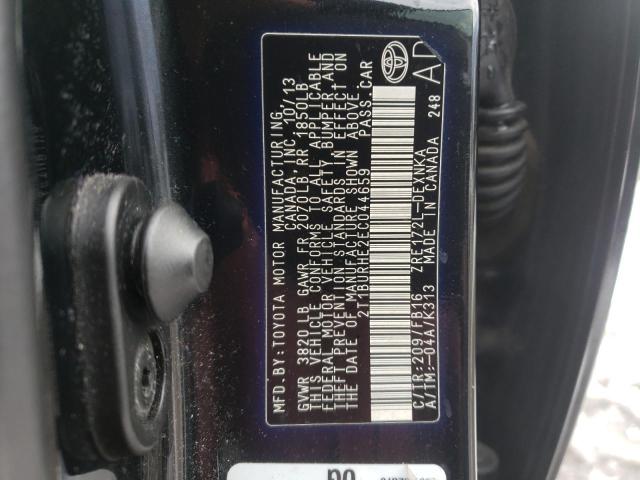 MFD.BY:TOYOTA MOTOR MANUFACTURING
CANADA,INC. 10/13
GVWR 3820 LB GAWR FR 2070LB RR 1850LB
THIS VEHICLE CONFORMS TO ALL APPLICABLE
FEDERAL MOTOR VEHICLE SAFETY, BUMPER, AND
THEFT PREVENTION STANDARDS IN EFFECT ON
THE DATE OF MANUFACTURE SHOWN ABOVE.
2T1BURHE2EC044659 PASS.CAR
C/TR:209/FB16 ZRE172L-DEXNKA
A/TM:-04A/K313 MADE IN CANADA 248